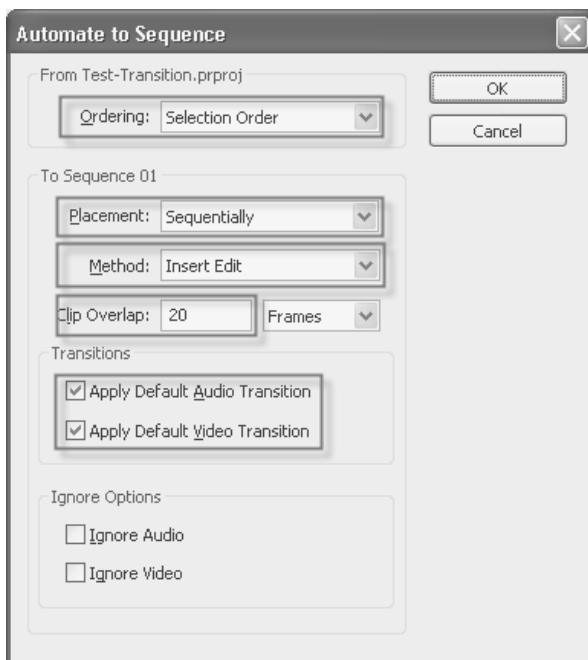 Automate to Sequence
From Test-Transition.prproj
Ordering: Selection Order
OK
Cancel
To Sequence 01
Placement: Sequentially
Method: Insert Edit
Clip Overlap: 20 Frames
Transitions
Apply Default Audio Transition
Apply Default Video Transition
Ignore Options
Ignore Audio
Ignore Video